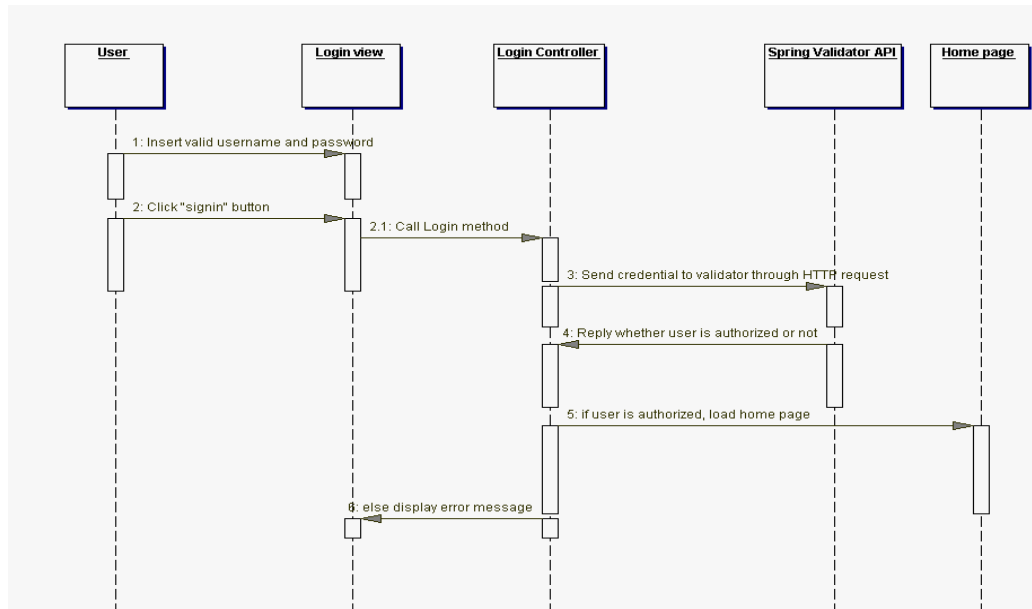 User
Login view
Login Controller
Spring Validator API
Home page
1: Insert valid username and password
2: Click "signin" button
2.1: Call Login method
3: Send credential to validator through HTTP request
4: Reply whether user is authorized or not
5: if user is authorized, load home page
6: else display error message